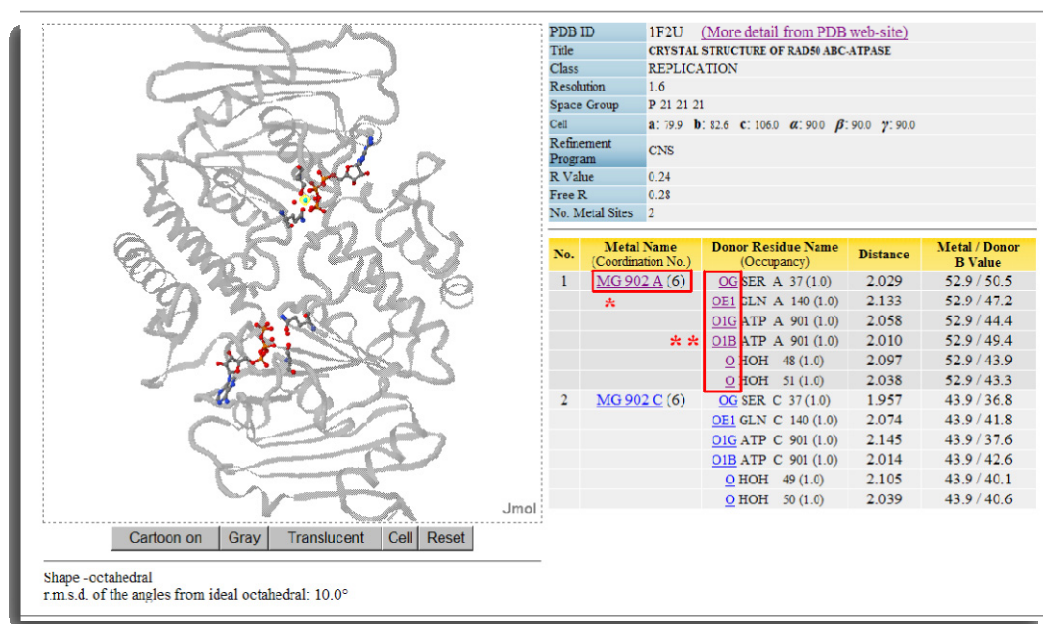 PDB ID 1F2U (More detail from PDB web-site)
Title CRYSTAL STRUCTURE OF RAD50 ABC-ATPASE
Class REPLICATION
Resolution 1.6
Space Group P 21 21 21
Cell a: 79.9 b: 82.6 c: 106.0 α: 90.0 β: 90.0 γ: 90.0
Refinement
Program CNS
R Value 0.24
Free R 0.28
No. Metal Sites 2
No. Metal Name Donor Residue Name Distance Metal / Donor
(Coordination No.) (Occupancy) B Value
1 MG 902 A (6) OG SER A 37 (1.0) 2.029 52.9 / 50.5
* OE1 GLN A 140 (1.0) 2.133 52.9 / 47.2
O1G ATP A 901 (1.0) 2.058 52.9 / 44.4
** O1B ATP A 901 (1.0) 2.010 52.9 / 49.4
O HOH 48 (1.0) 2.097 52.9 / 43.9
O HOH 51 (1.0) 2.038 52.9 / 43.3
2 MG 902 C (6) OG SER C 37 (1.0) 1.957 43.9 / 36.8
OE1 GLN C 140 (1.0) 2.074 43.9 / 41.8
O1G ATP C 901 (1.0) 2.145 43.9 / 37.6
O1B ATP C 901 (1.0) 2.014 43.9 / 42.6
O HOH 49 (1.0) 2.105 43.9 / 40.1
O HOH 50 (1.0) 2.039 43.9 / 40.6
Jmol
Cartoon on Gray Translucent Cell Reset
Shape -octahedral
r.m.s.d. of the angles from ideal octahedral: 10.0°